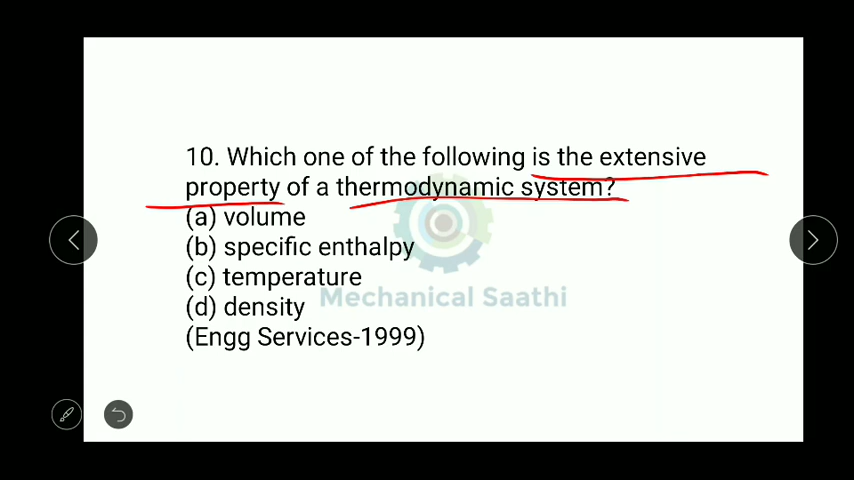 10. Which one of the following is the extensive
property of a thermodynamic system?
(a) volume
(b) specific enthalpy
(c) temperature
Mechanical Saathi
(d) density
(Engg Services-1999)